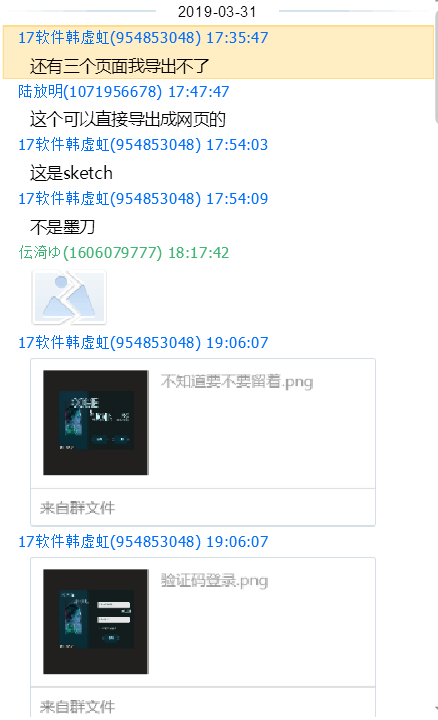 2019-03-31
17软件韩虚虹(954853048) 17:35:47
还有三个页面我导出不了
陆放明(1071956678) 17:47:47
这个可以直接导出成网页的
17软件韩虚虹(954853048) 17:54:03
这是sketch
17软件韩虚虹(954853048) 17:54:09
不是墨刀
伝渏ゆ(1606079777) 18:17:42
17软件韩虚虹(954853048) 19:06:07
不知道要不要留着.png
来自群文件
17软件韩虚虹(954853048) 19:06:07
验证码登录.png
来自群文件